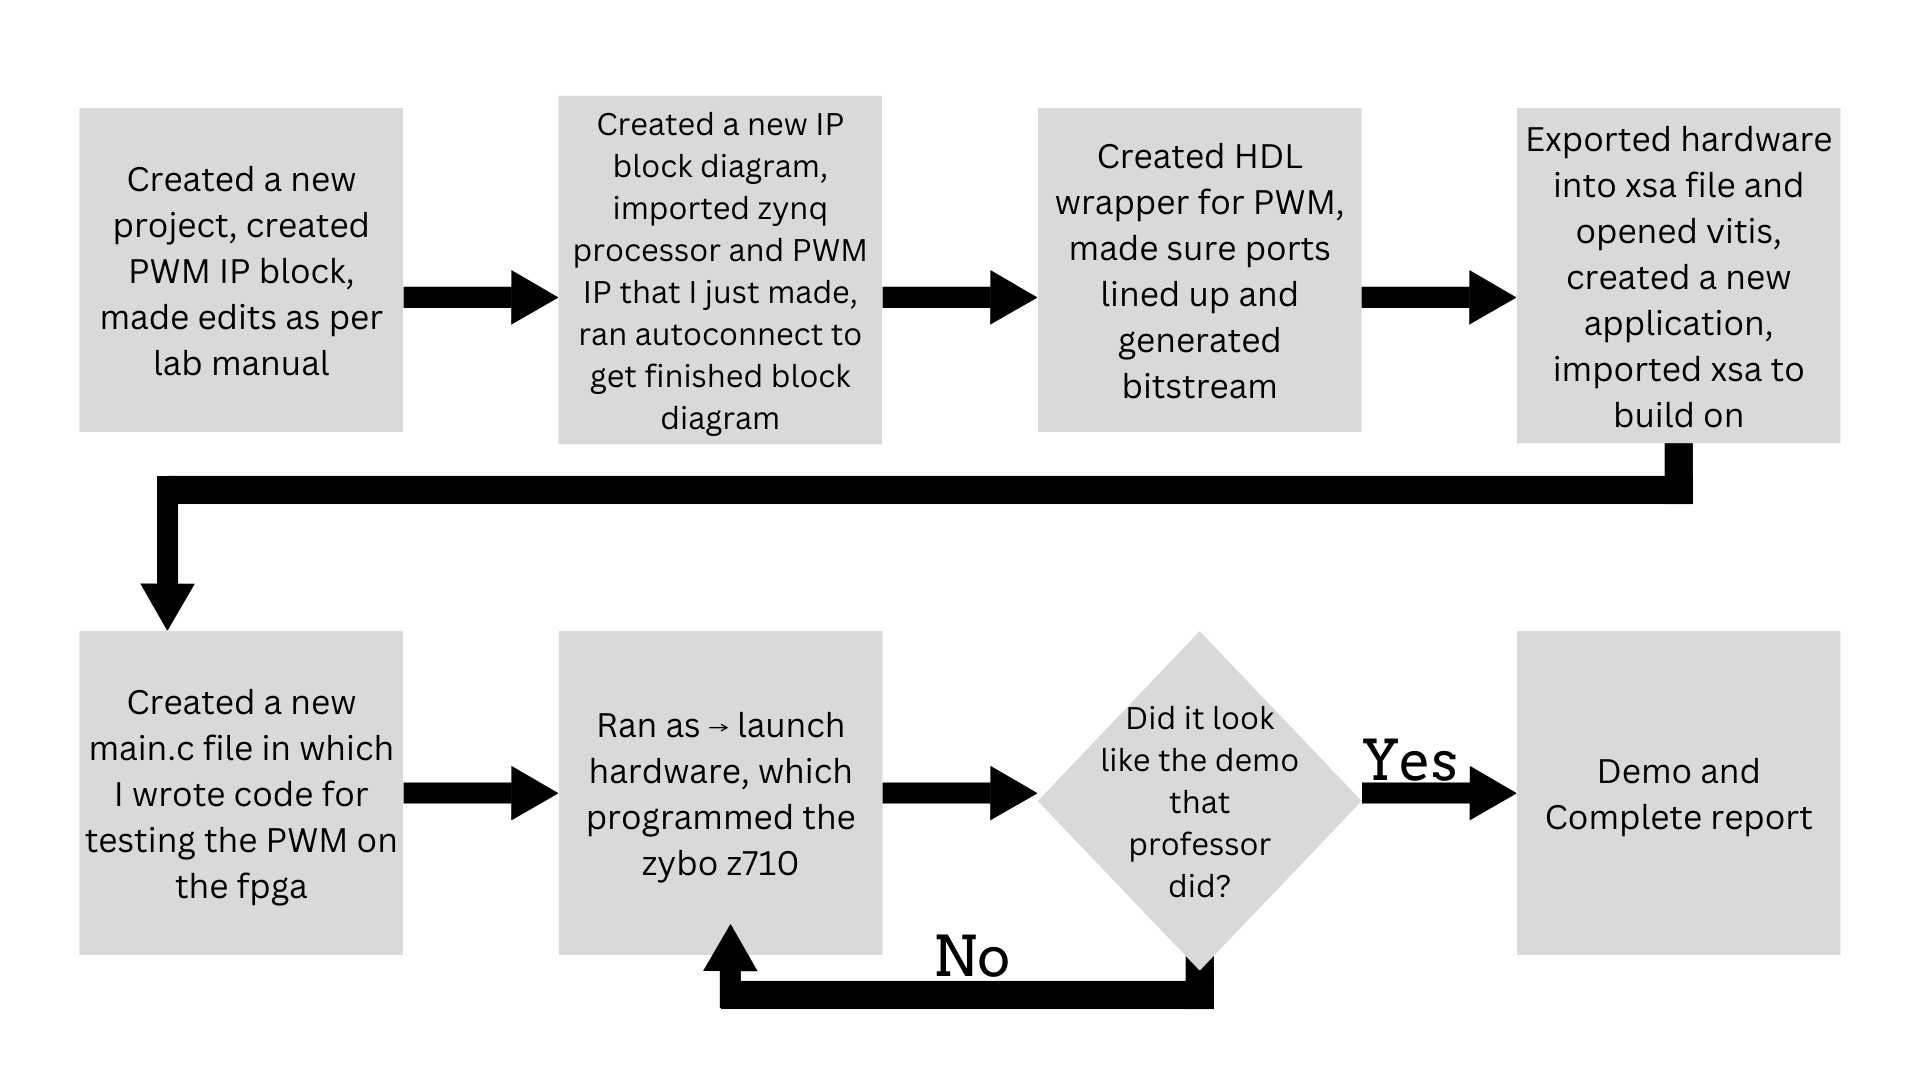 Created a new
project, created
PWM IP block,
made edits as per
lab manual
Created a new IP
block diagram,
imported zynq
processor and PWM
IP that I just made,
ran autoconnect to
get finished block
diagram
Created HDL
wrapper for PWM,
made sure ports
lined up and
generated
bitstream
Exported hardware
into xsa file and
opened vitis,
created a new
application,
imported xsa to
build on
Created a new
main.c file in which
I wrote code for
testing the PWM on
the fpga
Ran as → launch
hardware, which
programmed the
zybo z710
Did it look
like the demo
that
professor
did?
Yes
No
Demo and
Complete report